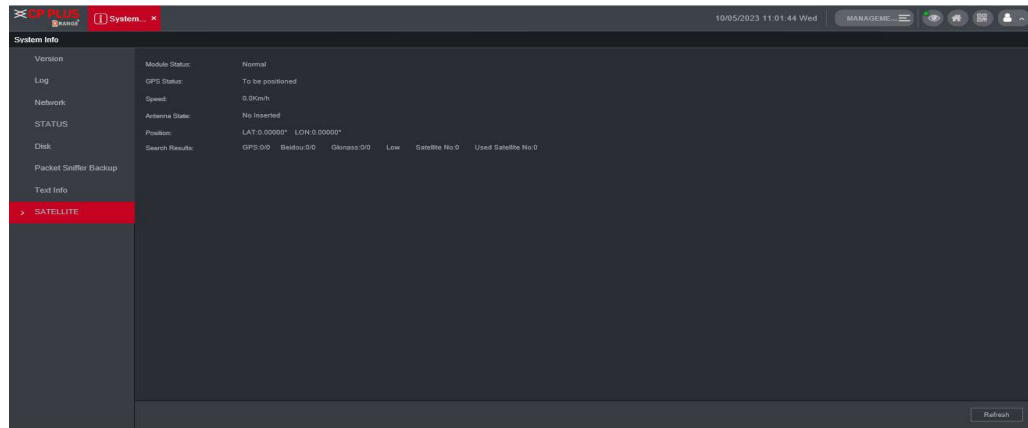 CP PLUS
ORANGE
System... ×
10/05/2023 11:01:44 Wed
MANAGEME...
System Info
Version
Log
Network
STATUS
Disk
Packet Sniffer Backup
Text Info
> SATELLITE
Module Status: Normal
GPS Status: To be positioned
Speed: 0.0Km/h
Antenna State: No Inserted
Position: LAT:0.00000° LON:0.00000°
Search Results: GPS:0/0 Beidou:0/0 Glonass:0/0 Low Satellite No:0 Used Satellite No:0
Refresh